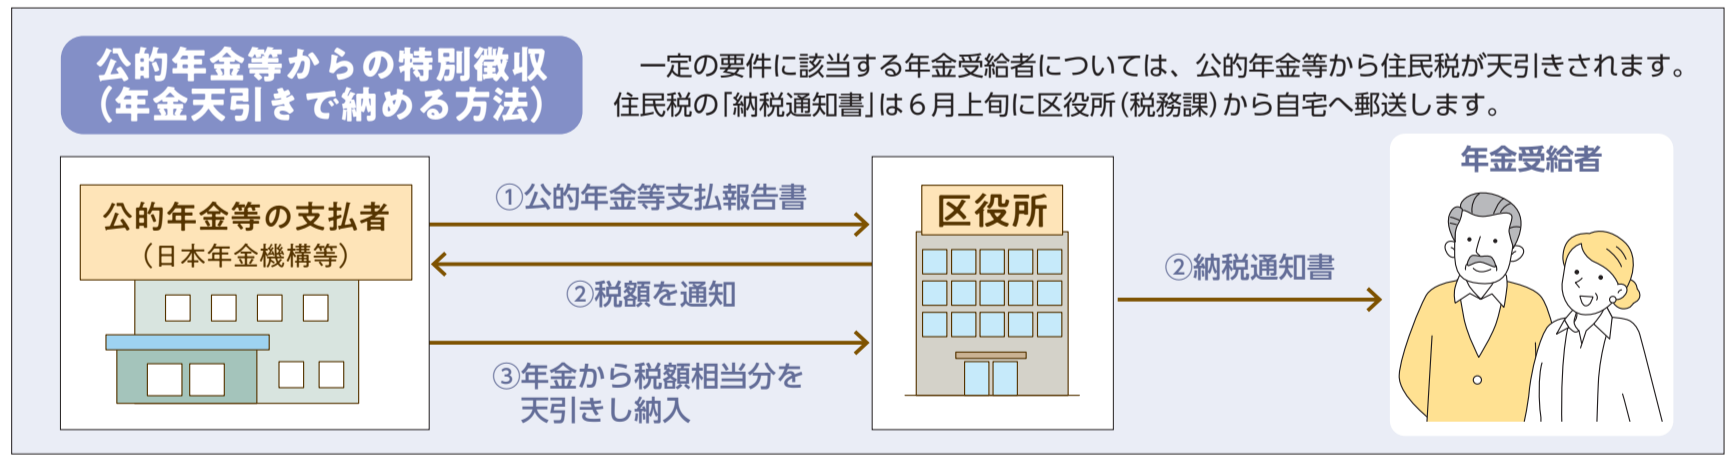 公的年金等からの特別徴収
（年金天引きで納める方法）
一定の要件に該当する年金受給者については、公的年金等から住民税が天引きされます。
住民税の「納税通知書」は６月上旬に区役所（税務課）から自宅へ郵送します。
公的年金等の支払者
（日本年金機構等）
①公的年金等支払報告書
②税額を通知
③年金から税額相当分を
天引きし納入
区役所
②納税通知書
年金受給者